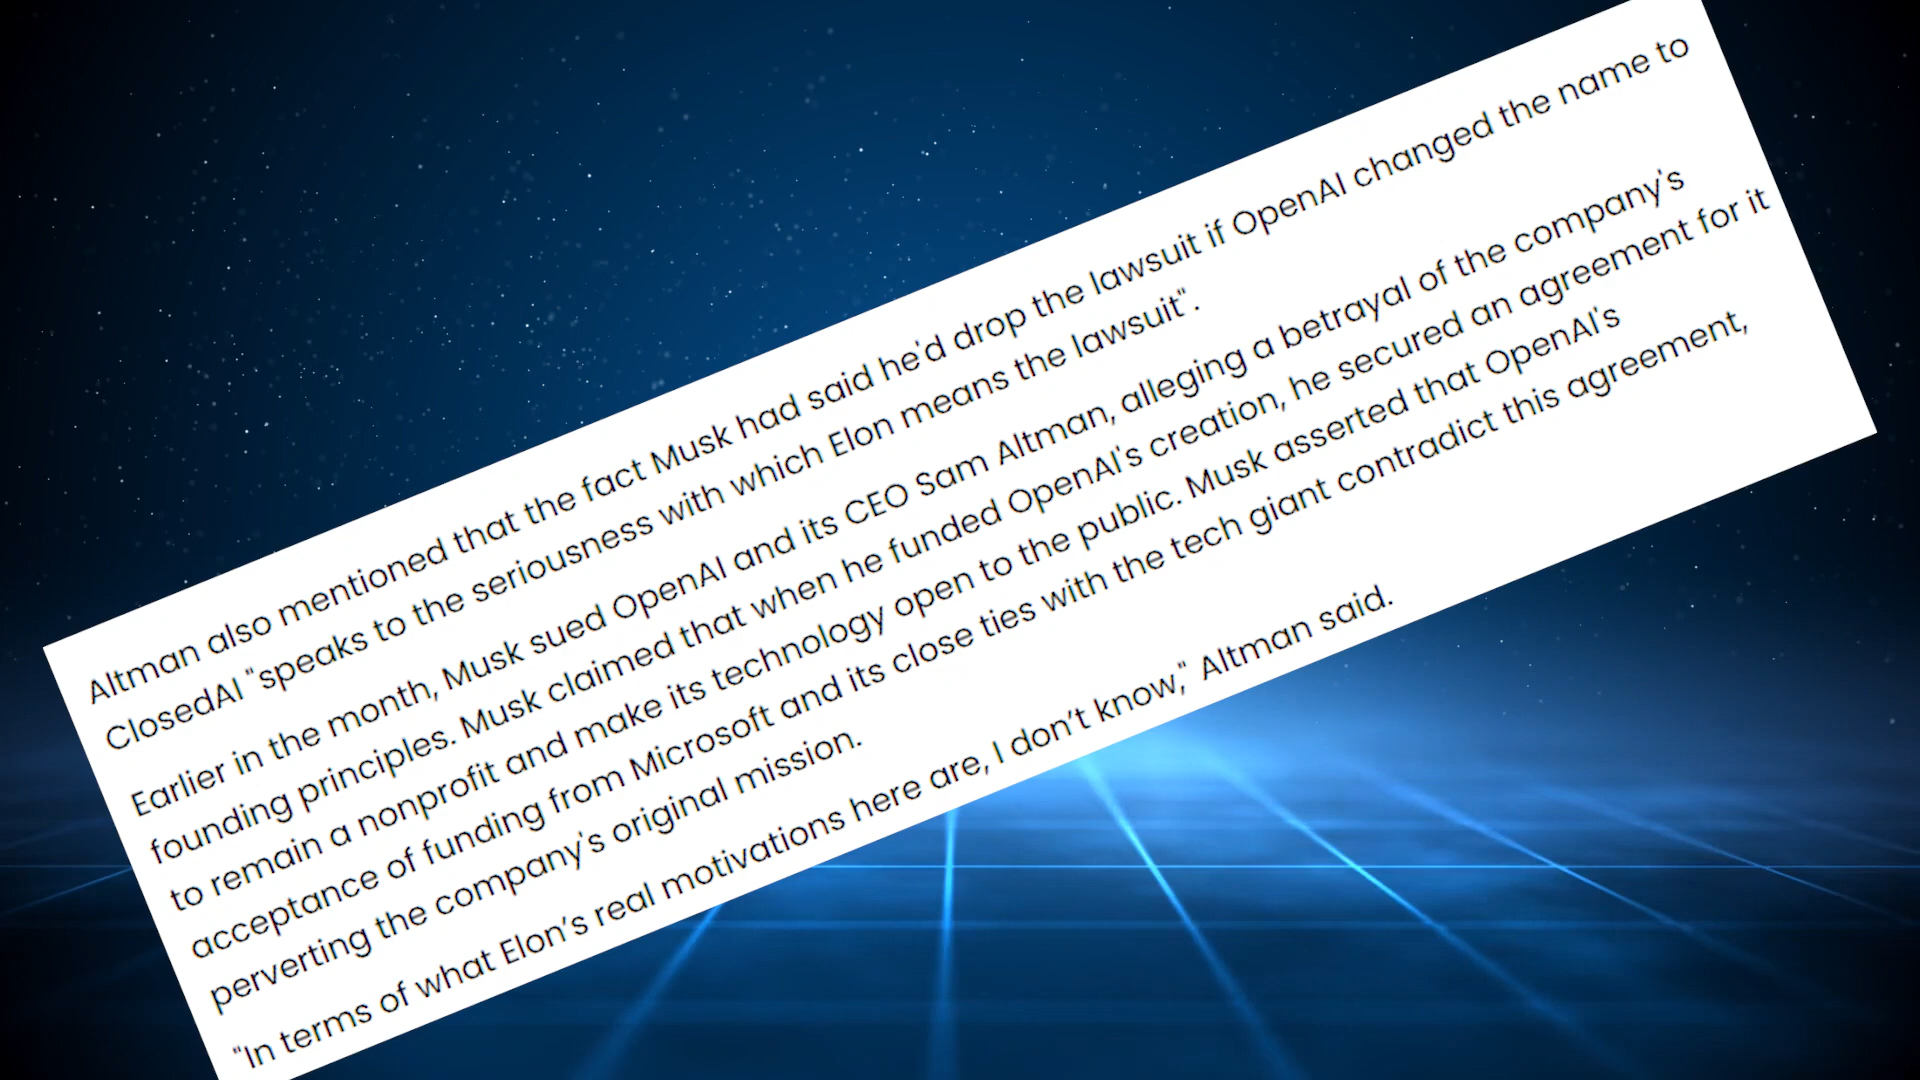 Altman also mentioned that the fact Musk had said he'd drop the lawsuit if OpenAI changed the name to
ClosedAI "speaks to the seriousness with which Elon means the lawsuit".
Earlier in the month, Musk sued OpenAI and its CEO Sam Altman, alleging a betrayal of the company's
founding principles. Musk claimed that when he funded OpenAI's creation, he secured an agreement for it
to remain a nonprofit and make its technology open to the public. Musk asserted that OpenAI's
acceptance of funding from Microsoft and its close ties with the tech giant contradict this agreement,
perverting the company's original mission.
"In terms of what Elon’s real motivations here are, I don’t know," Altman said.